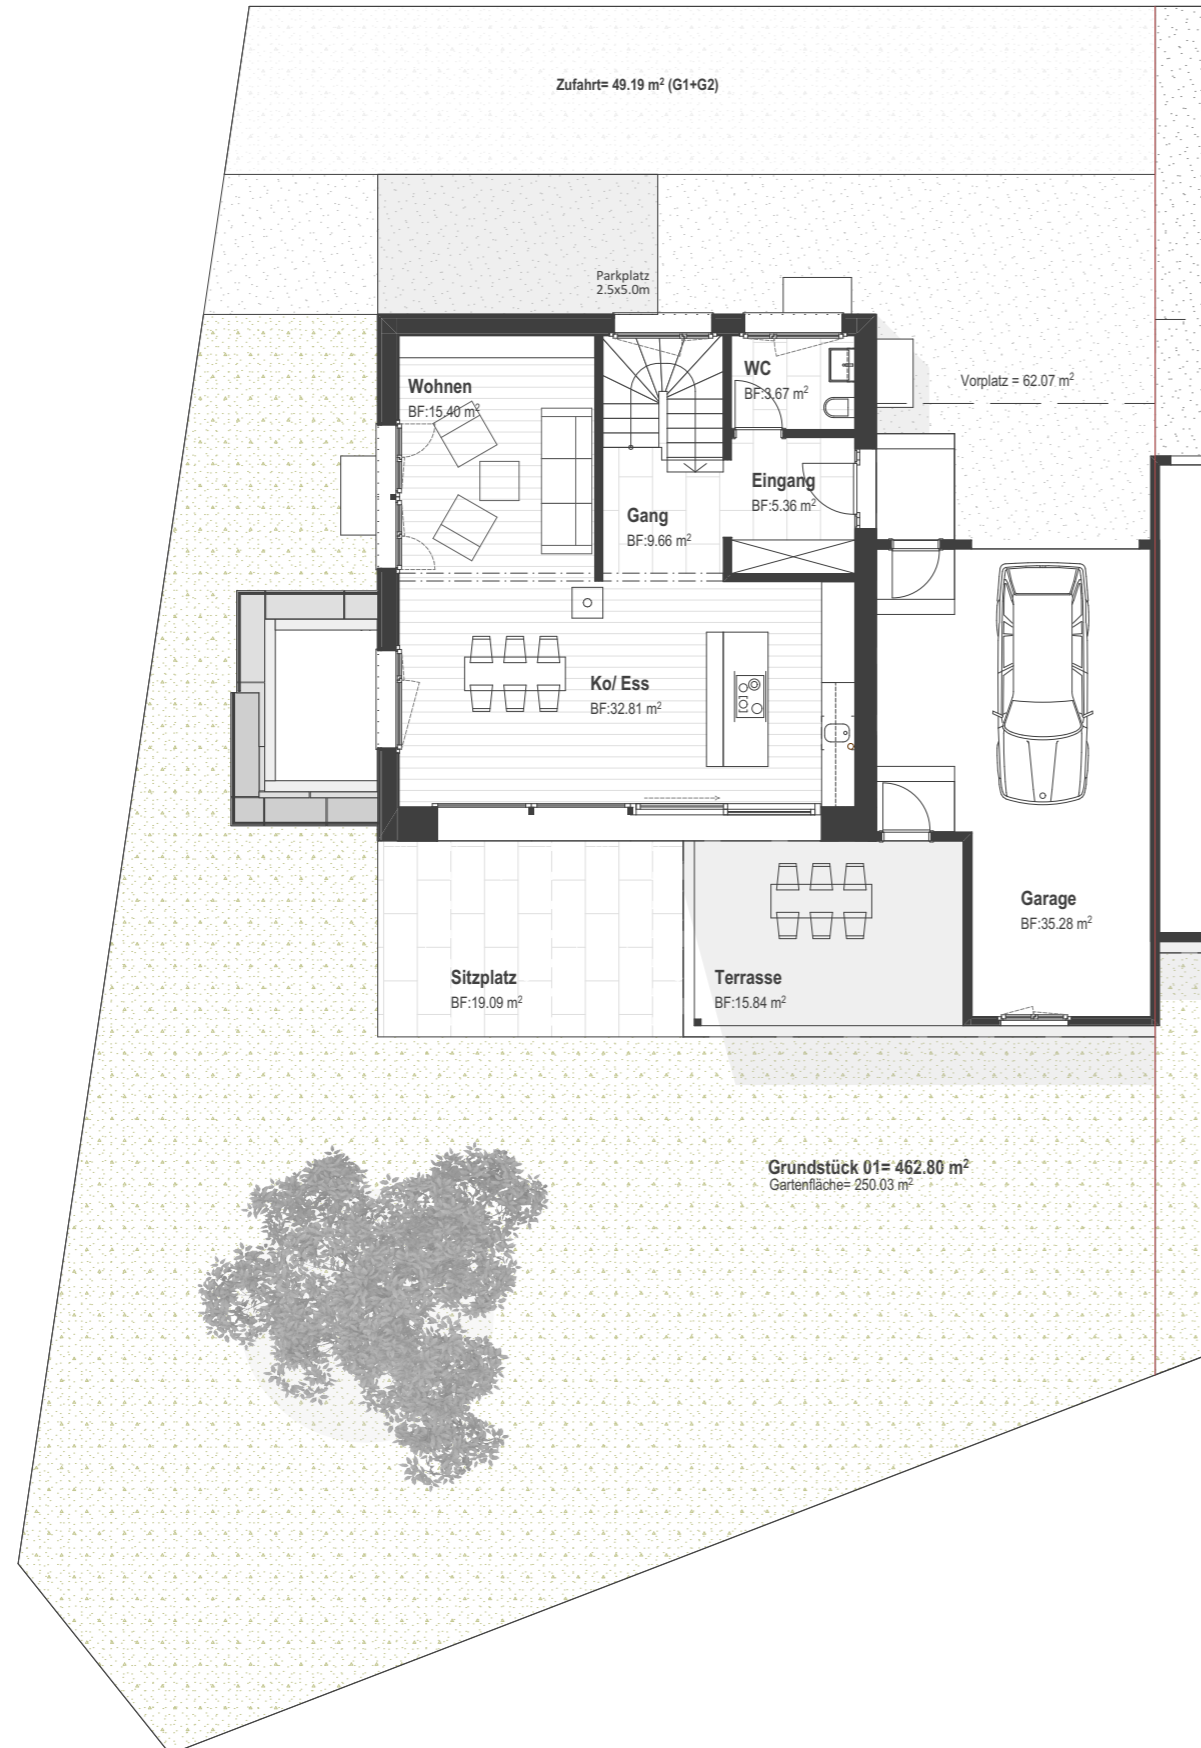 Zufahrt= 49.19 m² (G1+G2)
Parkplatz
2.5x5.0m
Vorplatz = 62.07 m²
WC
BF:3.67 m²
Wohnen
BF:15.40 m²
Eingang
BF:5.36 m²
Gang
BF:9.66 m²
Ko/ Ess
BF:32.81 m²
Garage
BF:35.28 m²
Sitzplatz
BF:19.09 m²
Terrasse
BF:15.84 m²
Grundstück 01= 462.80 m²
Gartenfläche= 250.03 m²